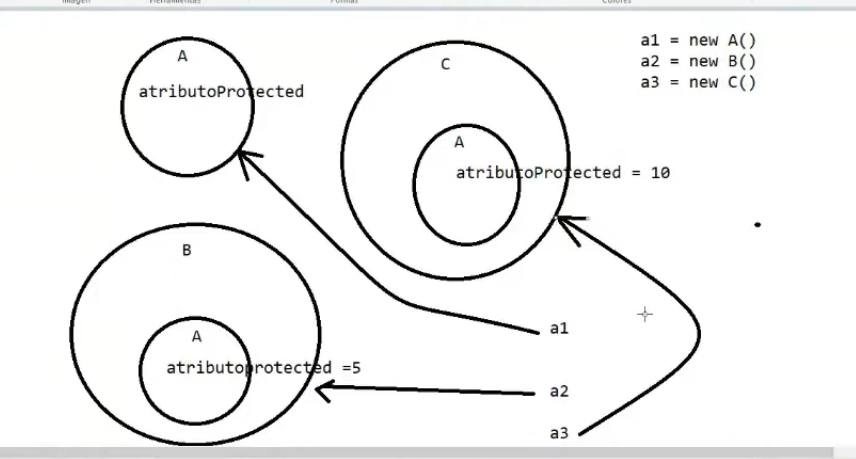 Imagen Herramientas Formas Colores
A
atributoProtected
C
A
atributoProtected = 10
a1 = new A()
a2 = new B()
a3 = new C()
B
A
atributoprotected =5
a1
a2
a3